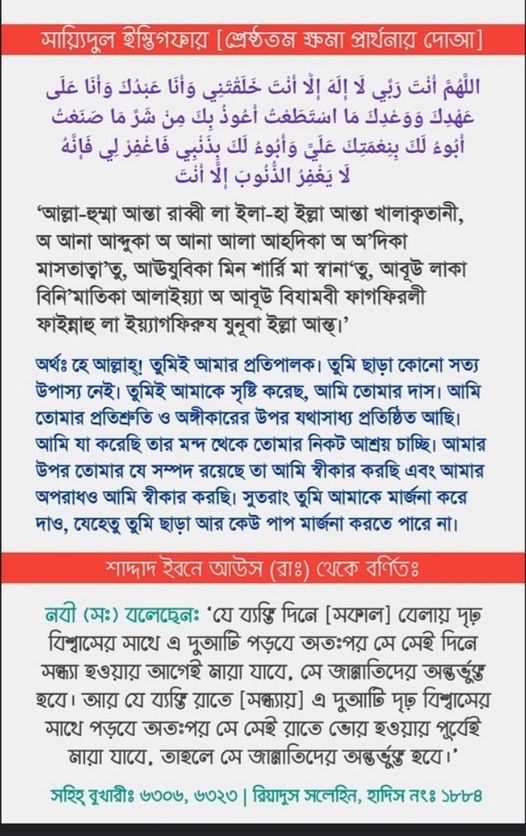 সায়্যিদুল ইস্তিগফার [শ্রেষ্ঠতম ক্ষমা প্রার্থনার দোআ]
اللَّهُمَّ أَنْتَ رَبِّي لَا إِلَهَ إِلَّا أَنْتَ خَلَقْتَنِي وَأَنَا عَبْدُكَ وَأَنَا عَلَى
عَهْدِكَ وَوَعْدِكَ مَا اسْتَطَعْتُ أَعُوذُ بِكَ مِنْ شَرِّ مَا صَنَعْتُ
أَبُوءُ لَكَ بِنِعْمَتِكَ عَلَيَّ وَأَبُوءُ لَكَ بِذَنْبِي فَاغْفِرْ لِي فَإِنَّهُ
لَا يَغْفِرُ الذُّنُوبَ إِلَّا أَنْتَ
‘আল্লা-হুম্মা আন্তা রাব্বী লা ইলা-হা ইল্লা আন্তা খালাক্বতানী,
অ আনা আব্দুকা অ আনা আলা আহদিকা অ অ’দিকা
মাসতাত্বা’তু, আঊযুবিকা মিন শার্রি মা স্বানা‘তু, আবূউ লাকা
বিনি’মাতিকা আলাইয়্যা অ আবূউ বিযামবী ফাগফিরলী
ফাইন্নাহু লা ইয়্যাগফিরুয যুনূবা ইল্লা আন্ত্।’
অর্থঃ হে আল্লাহ্! তুমিই আমার প্রতিপালক। তুমি ছাড়া কোনো সত্য
উপাস্য নেই। তুমিই আমাকে সৃষ্টি করেছ, আমি তোমার দাস। আমি
তোমার প্রতিশ্রুতি ও অঙ্গীকারের উপর যথাসাধ্য প্রতিষ্ঠিত আছি।
আমি যা করেছি তার মন্দ থেকে তোমার নিকট আশ্রয় চাচ্ছি। আমার
উপর তোমার যে সম্পদ রয়েছে তা আমি স্বীকার করছি এবং আমার
অপরাধও আমি স্বীকার করছি। সুতরাং তুমি আমাকে মার্জনা করে
দাও, যেহেতু তুমি ছাড়া আর কেউ পাপ মার্জনা করতে পারে না।
শাদ্দাদ ইবনে আউস (রাঃ) থেকে বর্ণিতঃ
নবী (সঃ) বলেছেনঃ ‘যে ব্যক্তি দিনে [সকাল] বেলায় দৃঢ়
বিশ্বাসের সাথে এ দুআটি পড়বে অতঃপর সে সেই দিনে
সন্ধ্যা হওয়ার আগেই মারা যাবে, সে জান্নাতিদের অন্তর্ভুক্ত
হবে। আর যে ব্যক্তি রাতে [সন্ধ্যায়] এ দুআটি দৃঢ় বিশ্বাসের
সাথে পড়বে অতঃপর সে সেই রাতে ভোর হওয়ার পূর্বেই
মারা যাবে, তাহলে সে জান্নাতিদের অন্তর্ভুক্ত হবে।’
সহিহ্ বুখারীঃ ৬৩০৬, ৬৩২৩ | রিয়াদুস সলেহিন, হাদিস নংঃ ১৮৮৪